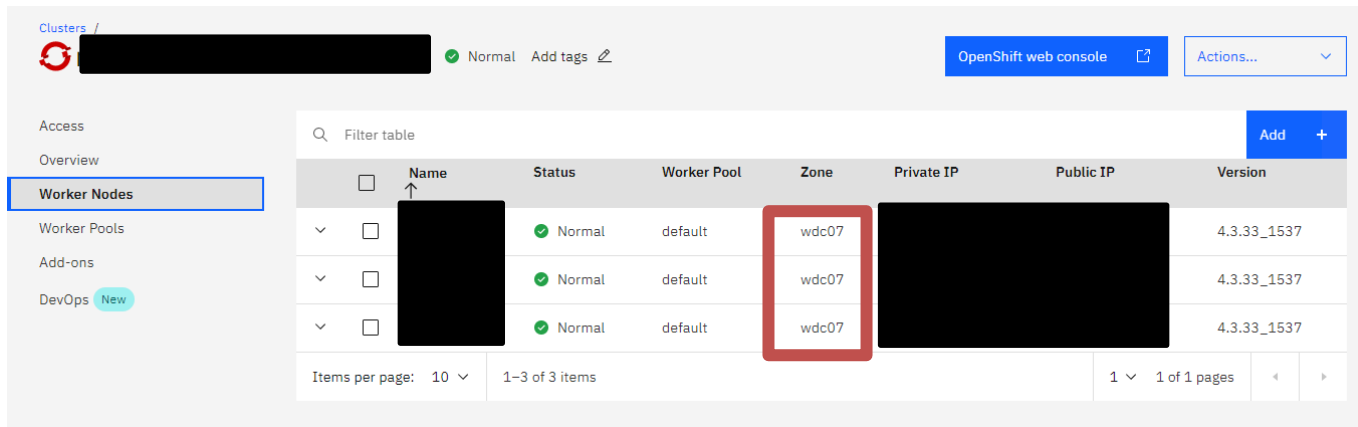 Clusters /
Normal Add tags
OpenShift web console
Actions...
Access
Overview
Worker Nodes
Worker Pools
Add-ons
DevOps New
Filter table
Add +
Name Status Worker Pool Zone Private IP Public IP Version
Normal default wdc07 4.3.33_1537
Normal default wdc07 4.3.33_1537
Normal default wdc07 4.3.33_1537
Items per page: 10 1–3 of 3 items 1 1 of 1 pages